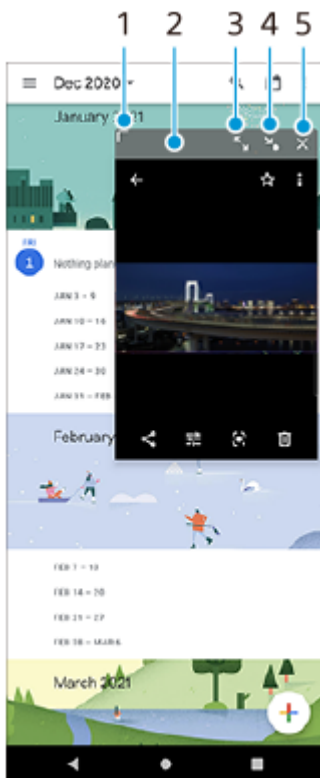 1 2 3 4 5
Dec 2020
January 2021
FRI
1
Nothing plan
JAN 3 – 9
JAN 10 – 16
JAN 17 – 23
JAN 24 – 30
JAN 31 – FEB
February
FEB 7 – 13
FEB 14 – 20
FEB 21 – 27
FEB 28 – MAR 6
March 2021